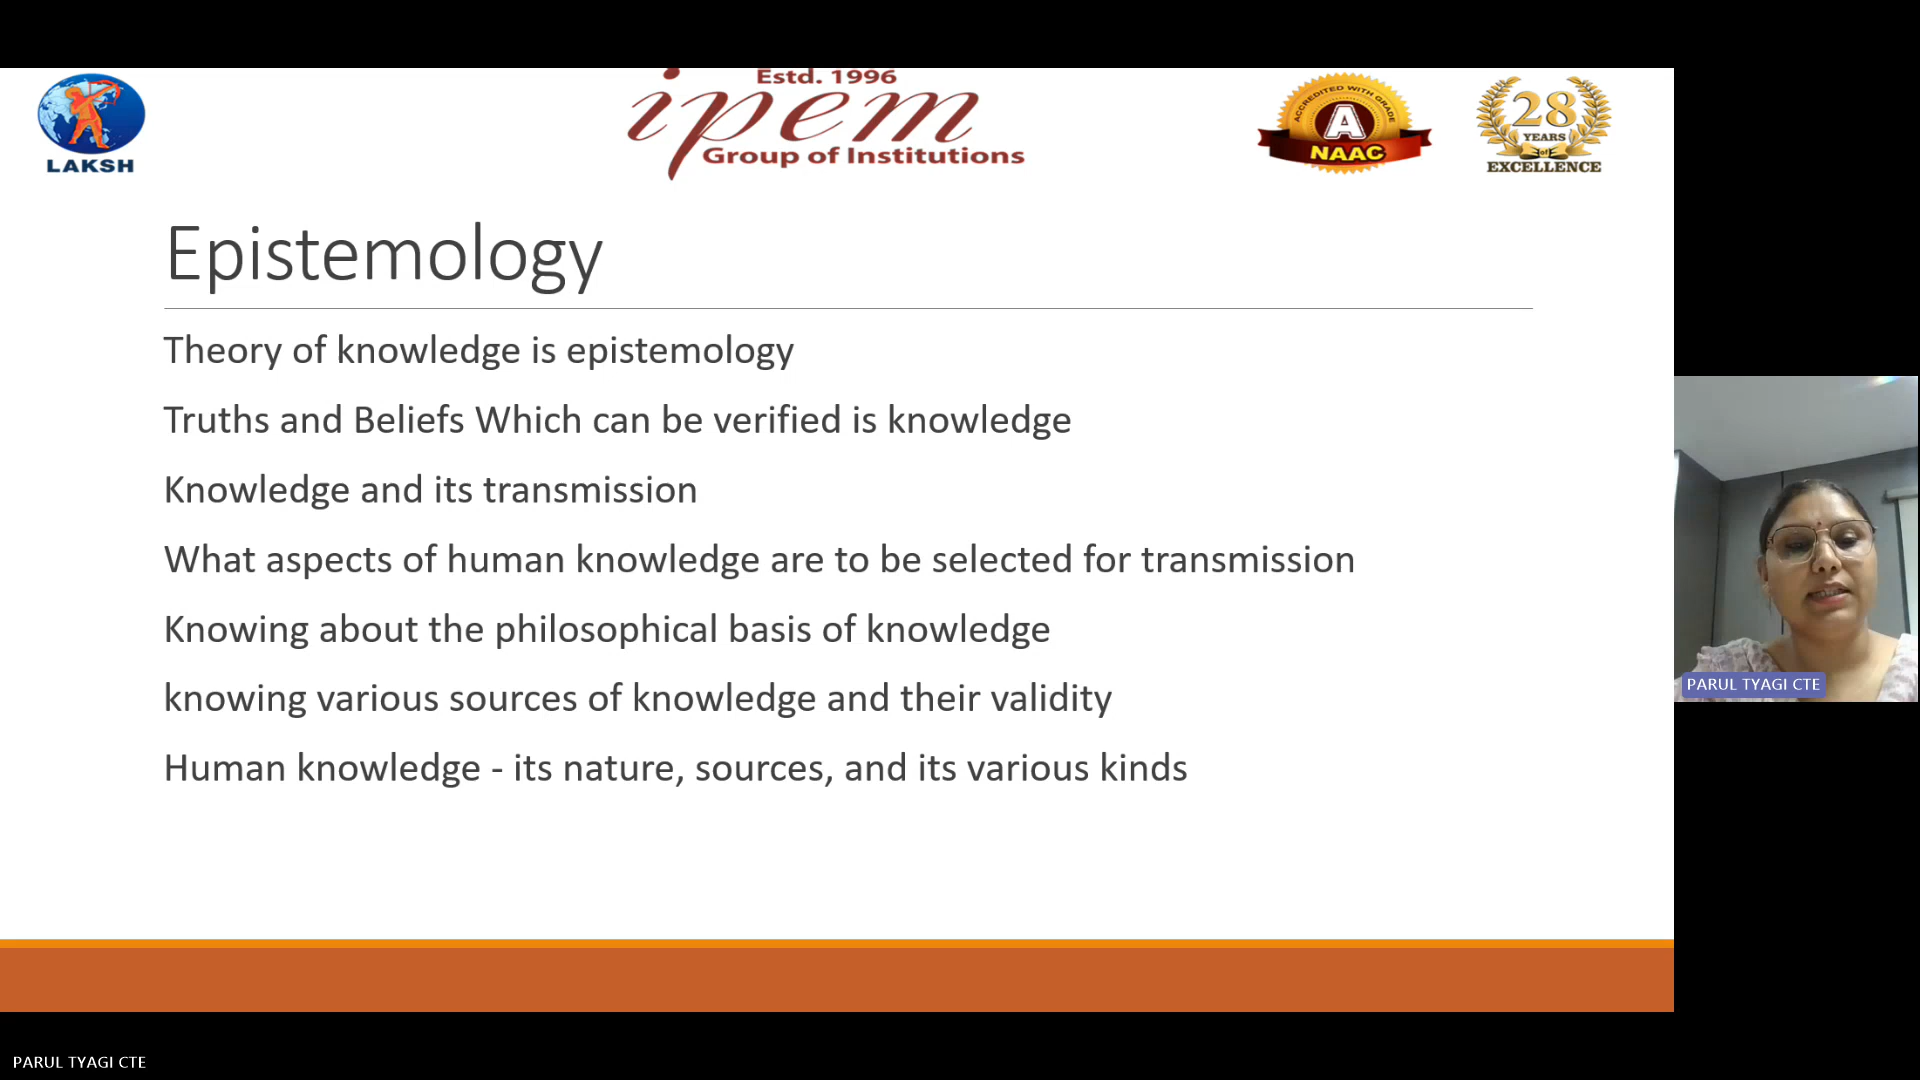 Estd. 1996
ipem
Group of Institutions
LAKSH
ACCREDITED WITH GRADE
A
NAAC
28
YEARS
of
EXCELLENCE
Epistemology
Theory of knowledge is epistemology
Truths and Beliefs Which can be verified is knowledge
Knowledge and its transmission
What aspects of human knowledge are to be selected for transmission
Knowing about the philosophical basis of knowledge
knowing various sources of knowledge and their validity
Human knowledge - its nature, sources, and its various kinds
PARUL TYAGI CTE
PARUL TYAGI CTE